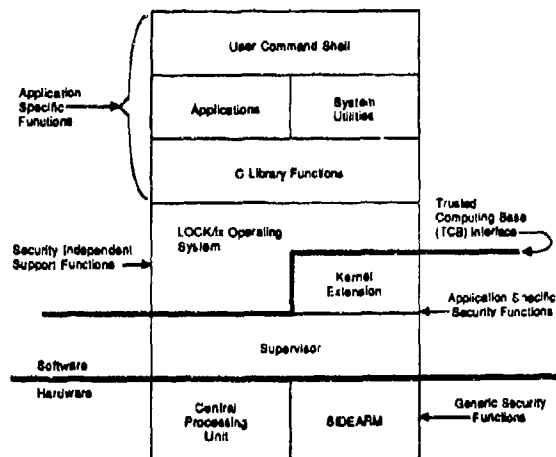 User Command Shell
Application
Specific
Functions
Applications
System
Utilities
C Library Functions
LOCK/ix Operating
System
Trusted
Computing Base
(TCB) Interface
Security Independent
Support Functions
Kernel
Extension
Application Specific
Security Functions
Supervisor
Software
Hardware
Central
Processing
Unit
SIDEARM
Generic Security
Functions